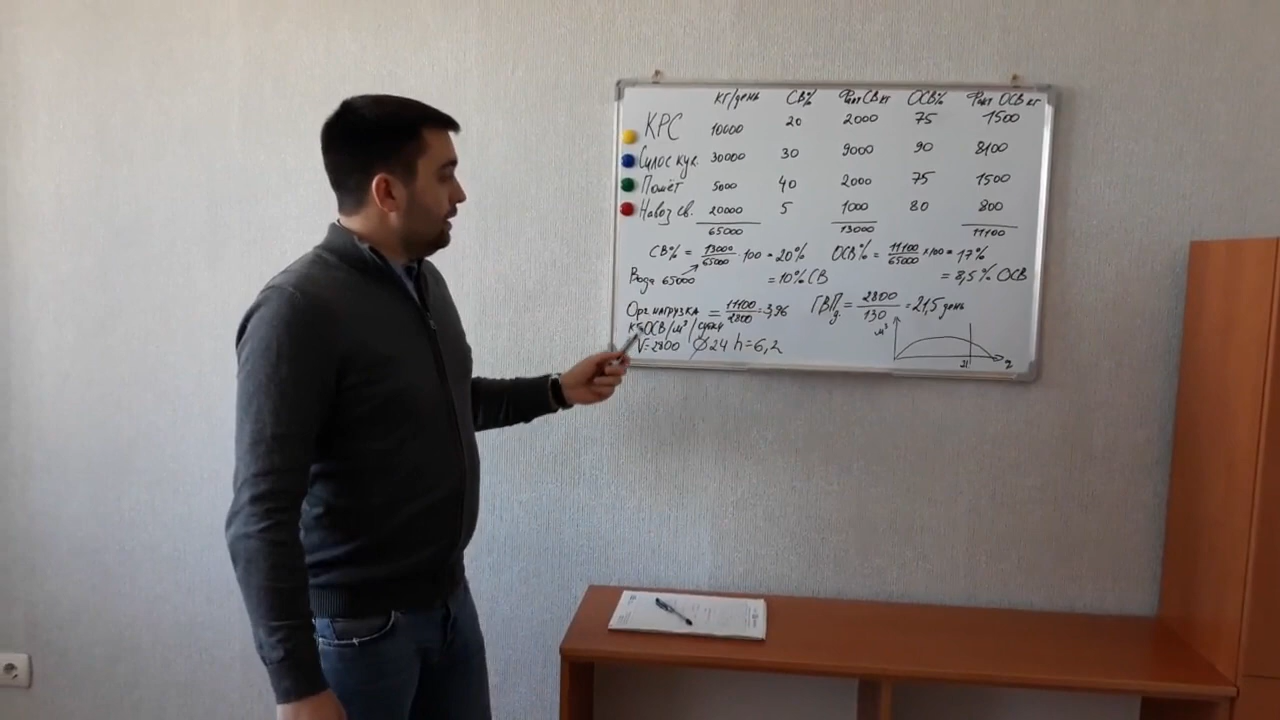 кг/день СВ% Факт СВ кг ОСВ% Факт ОСВ кг
КРС 10000 20 2000 75 1500
Силос кук. 30000 30 9000 90 8100
Помёт 5000 40 2000 75 1500
Навоз св. 20000 5 1000 80 800
65000 13000 11100
СВ% = 13000/65000 · 100 = 20% ОСВ% = 11100/65000 × 100 = 17%
Вода 65000 = 10% СВ = 8,5% ОСВ
Орг нагрузка = 11100/2800 = 3,96 ГВПд. = 2800/130 = 21,5 день
кг ОСВ/м³/сутки
V=2800 Ø24 h=6,2
м³
21